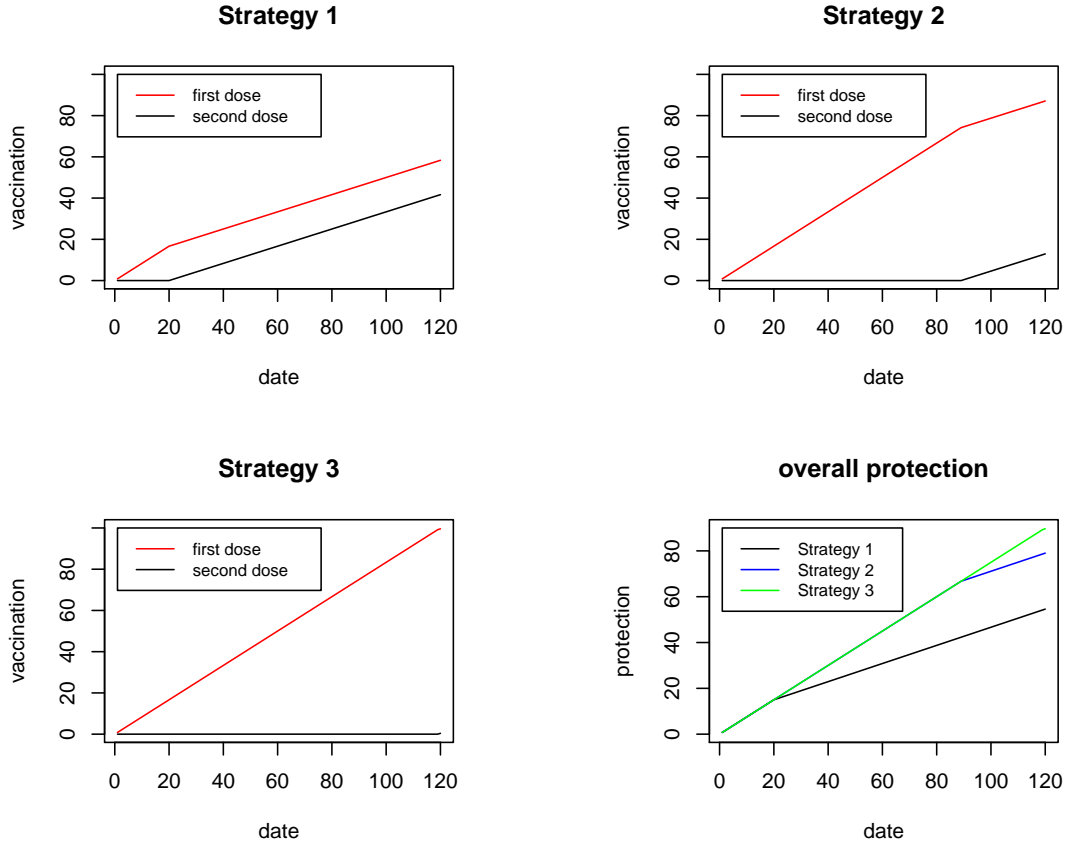 Strategy 1
first dose
second dose
vaccination
0 20 40 60 80
0 20 40 60 80 100 120
date
Strategy 2
first dose
second dose
vaccination
0 20 40 60 80
0 20 40 60 80 100 120
date
Strategy 3
first dose
second dose
vaccination
0 20 40 60 80
0 20 40 60 80 100 120
date
overall protection
Strategy 1
Strategy 2
Strategy 3
protection
0 20 40 60 80
0 20 40 60 80 100 120
date